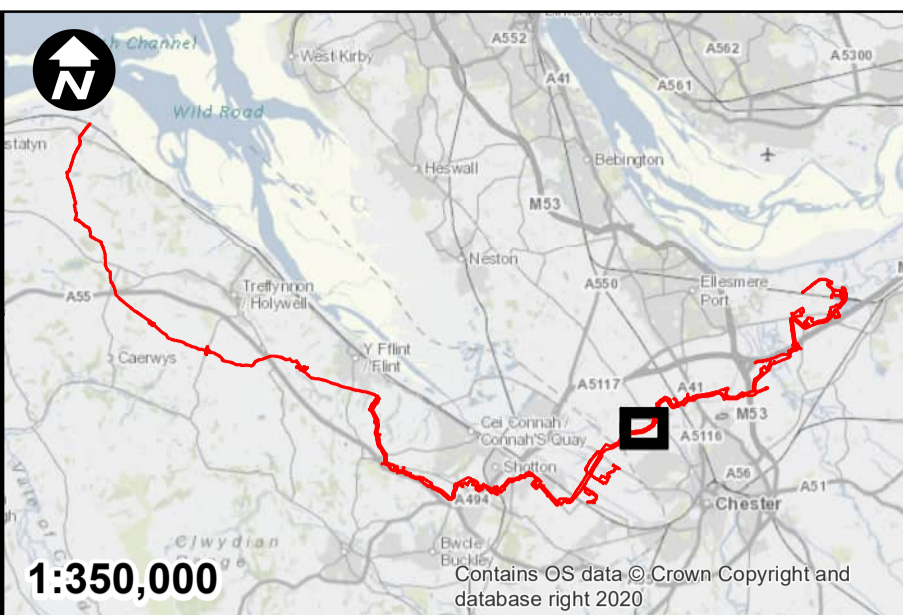 N
Channel
A552
A562
A5300
West Kirby
A41
A561
Wild Road
statyn
Heswall
Bebington
M53
Neston
A550
Ellesmere
Port
Treffynnon
/ Holywell
A55
Caerwys
Y Fflint
/ Flint
A5117
A41
M53
Cei Connah /
Connah'S Quay
A5116
Shotton
A56
A51
A494
Chester
Bwcle
Buckley
Clwydian
1:350,000
Contains OS data © Crown Copyright and
database right 2020